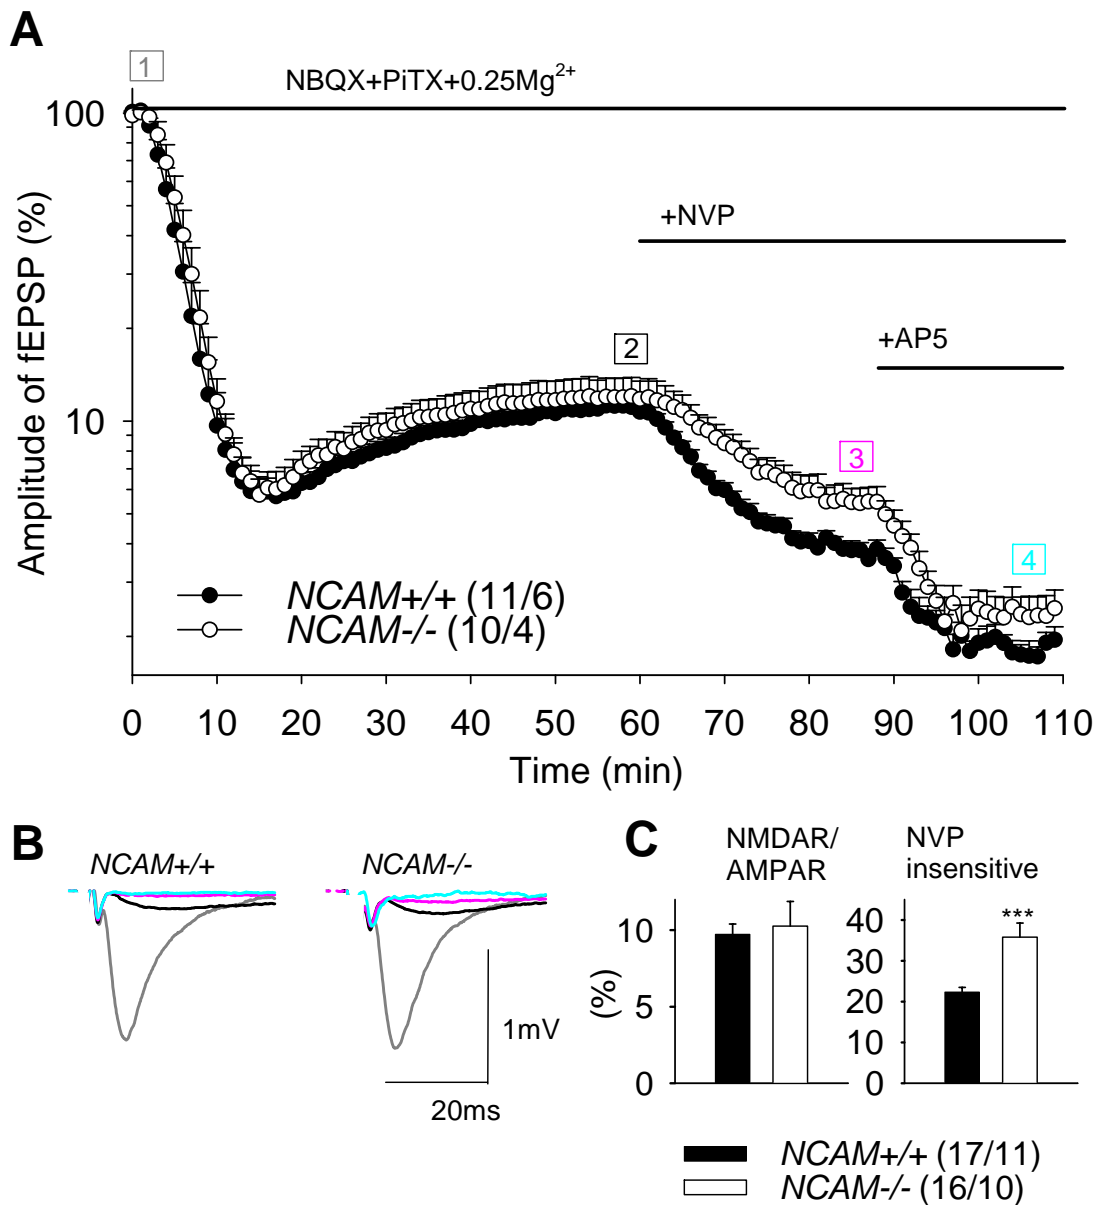 A
1
NBQX+PiTX+0.25Mg²⁺
100
+NVP
+AP5
2
10
3
4
Amplitude of fEPSP (%)
NCAM+/+ (11/6)
NCAM-/- (10/4)
0 10 20 30 40 50 60 70 80 90 100 110
Time (min)
B
NCAM+/+
NCAM-/-
1mV
20ms
C
NMDAR/
AMPAR
NVP
insensitive
10
5
0
(%)
***
40
30
20
10
0
NCAM+/+ (17/11)
NCAM-/- (16/10)